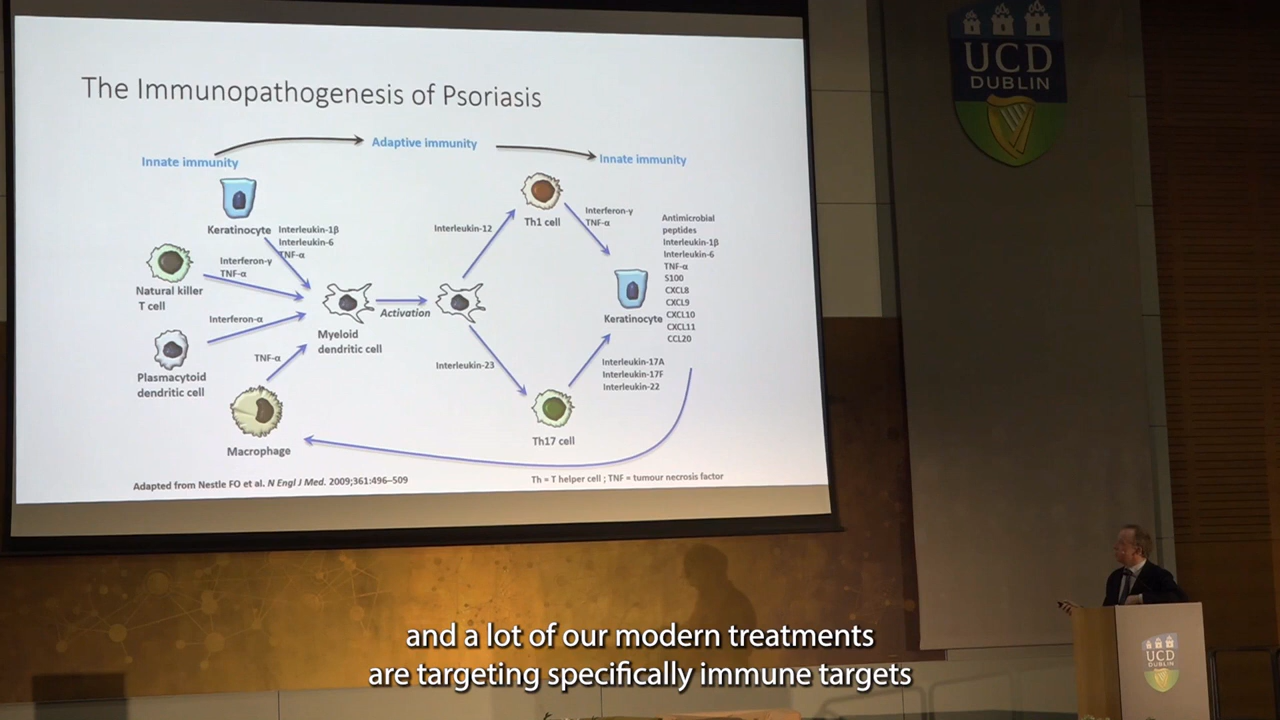 The Immunopathogenesis of Psoriasis
Innate immunity
Adaptive immunity
Innate immunity
Keratinocyte
Interleukin-1β
Interleukin-6
TNF-α
Natural killer
T cell
Interferon-γ
TNF-α
Plasmacytoid
dendritic cell
Interferon-α
Macrophage
TNF-α
Myeloid
dendritic cell
Activation
Interleukin-12
Interleukin-23
Th1 cell
Interferon-γ
TNF-α
Th17 cell
Interleukin-17A
Interleukin-17F
Interleukin-22
Keratinocyte
Antimicrobial
peptides
Interleukin-1β
Interleukin-6
TNF-α
S100
CXCL8
CXCL9
CXCL10
CXCL11
CCL20
Adapted from Nestle FO et al. N Engl J Med. 2009;361:496–509
Th = T helper cell ; TNF = tumour necrosis factor
UCD
DUBLIN
UCD
DUBLIN
and a lot of our modern treatments
are targeting specifically immune targets